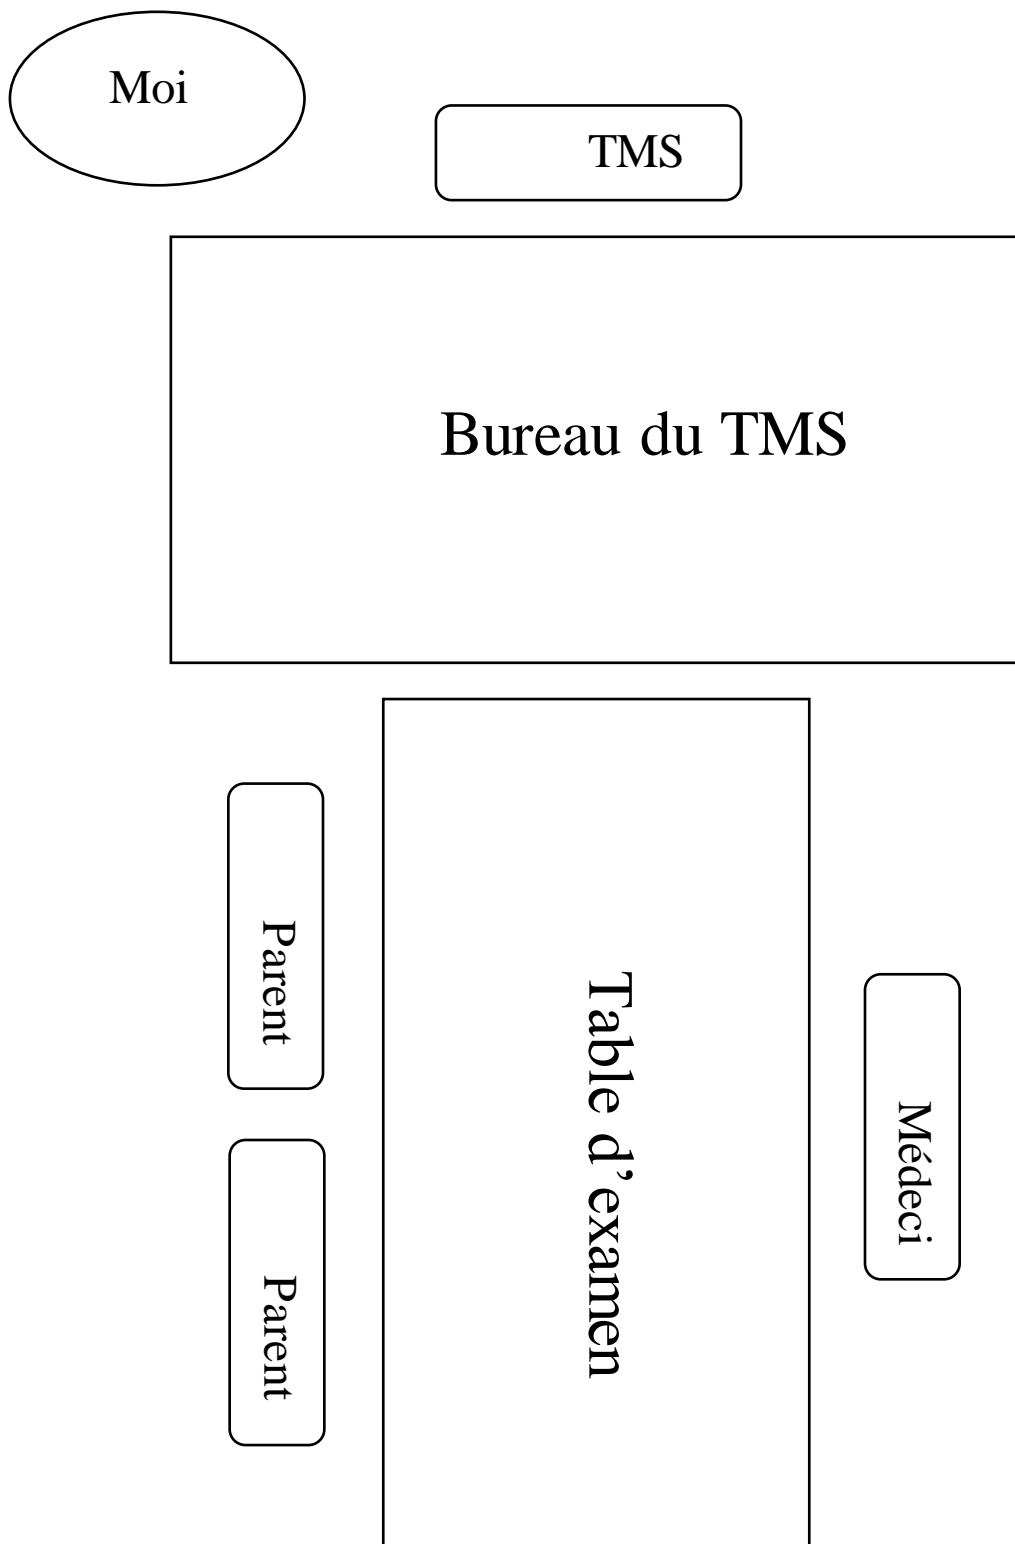 Moi
TMS
Bureau du TMS
Parent
Table d’examen
Médeci
Parent